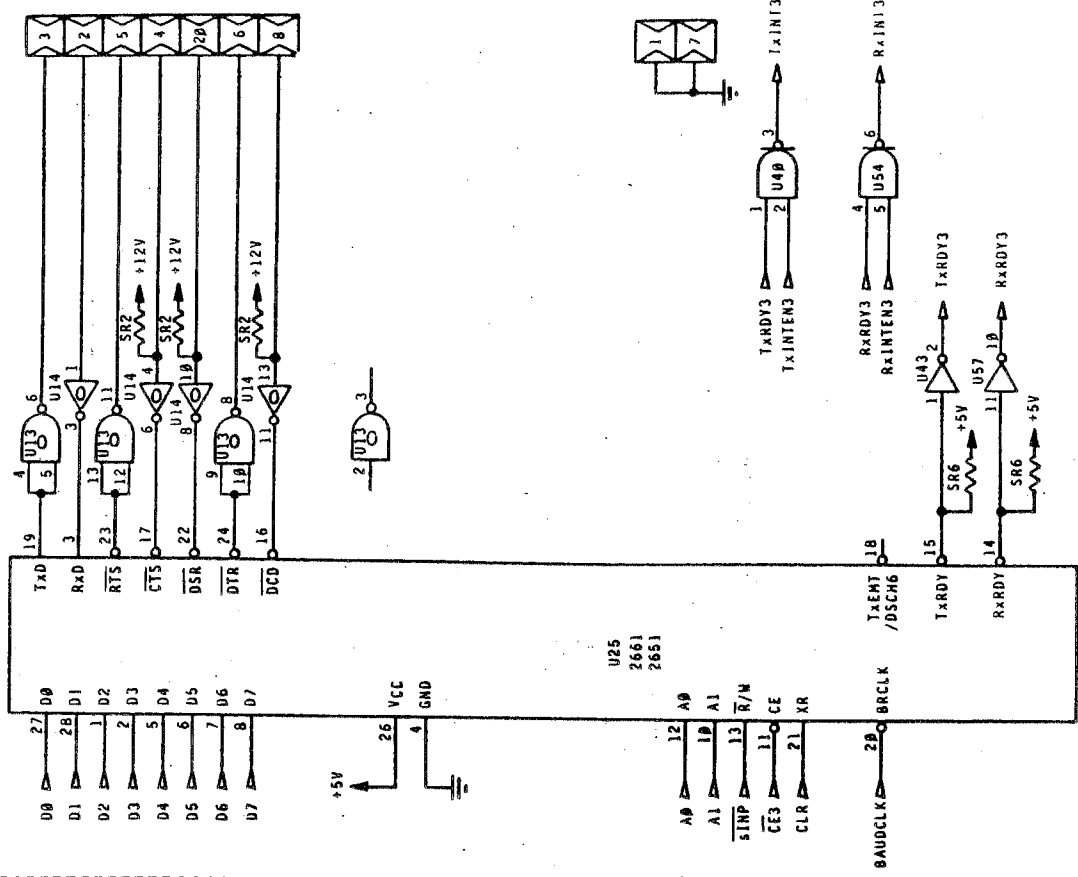 3 2 5 4 20 6 8
1 7
TxINT3
RxINT3
3
6
U40
U54
1 2
4 5
TxRDY3
TxINTEN3
RxRDY3
RxINTEN3
TxRDY3
RxRDY3
+12V
+12V
+12V
SR2
SR2
SR2
6 U14 1 11 U14 4 10 8 U14 13
U13
U13
U13
U14
4 5
3
13 12
6
8
9 10
11
2 U13 3
U43 2
1
U57 10
11
+5V
SR6
+5V
SR6
19 3 23 17 22 24 16
18 15 14
TxD
RxD
RTS
CTS
DSR
DTR
DCD
TxEMT
/DSCHG
TxRDY
RxRDY
U25
2661
2651
D0
D1
D2
D3
D4
D5
D6
D7
VCC
GND
A0
A1
R/W
CE
XR
BRCLK
27 28 1 2 5 6 7 8
26 4
12 10 13 11 21
20
D0
D1
D2
D3
D4
D5
D6
D7
+5V
A0
A1
sINP
CE3
CLR
BAUDCLK